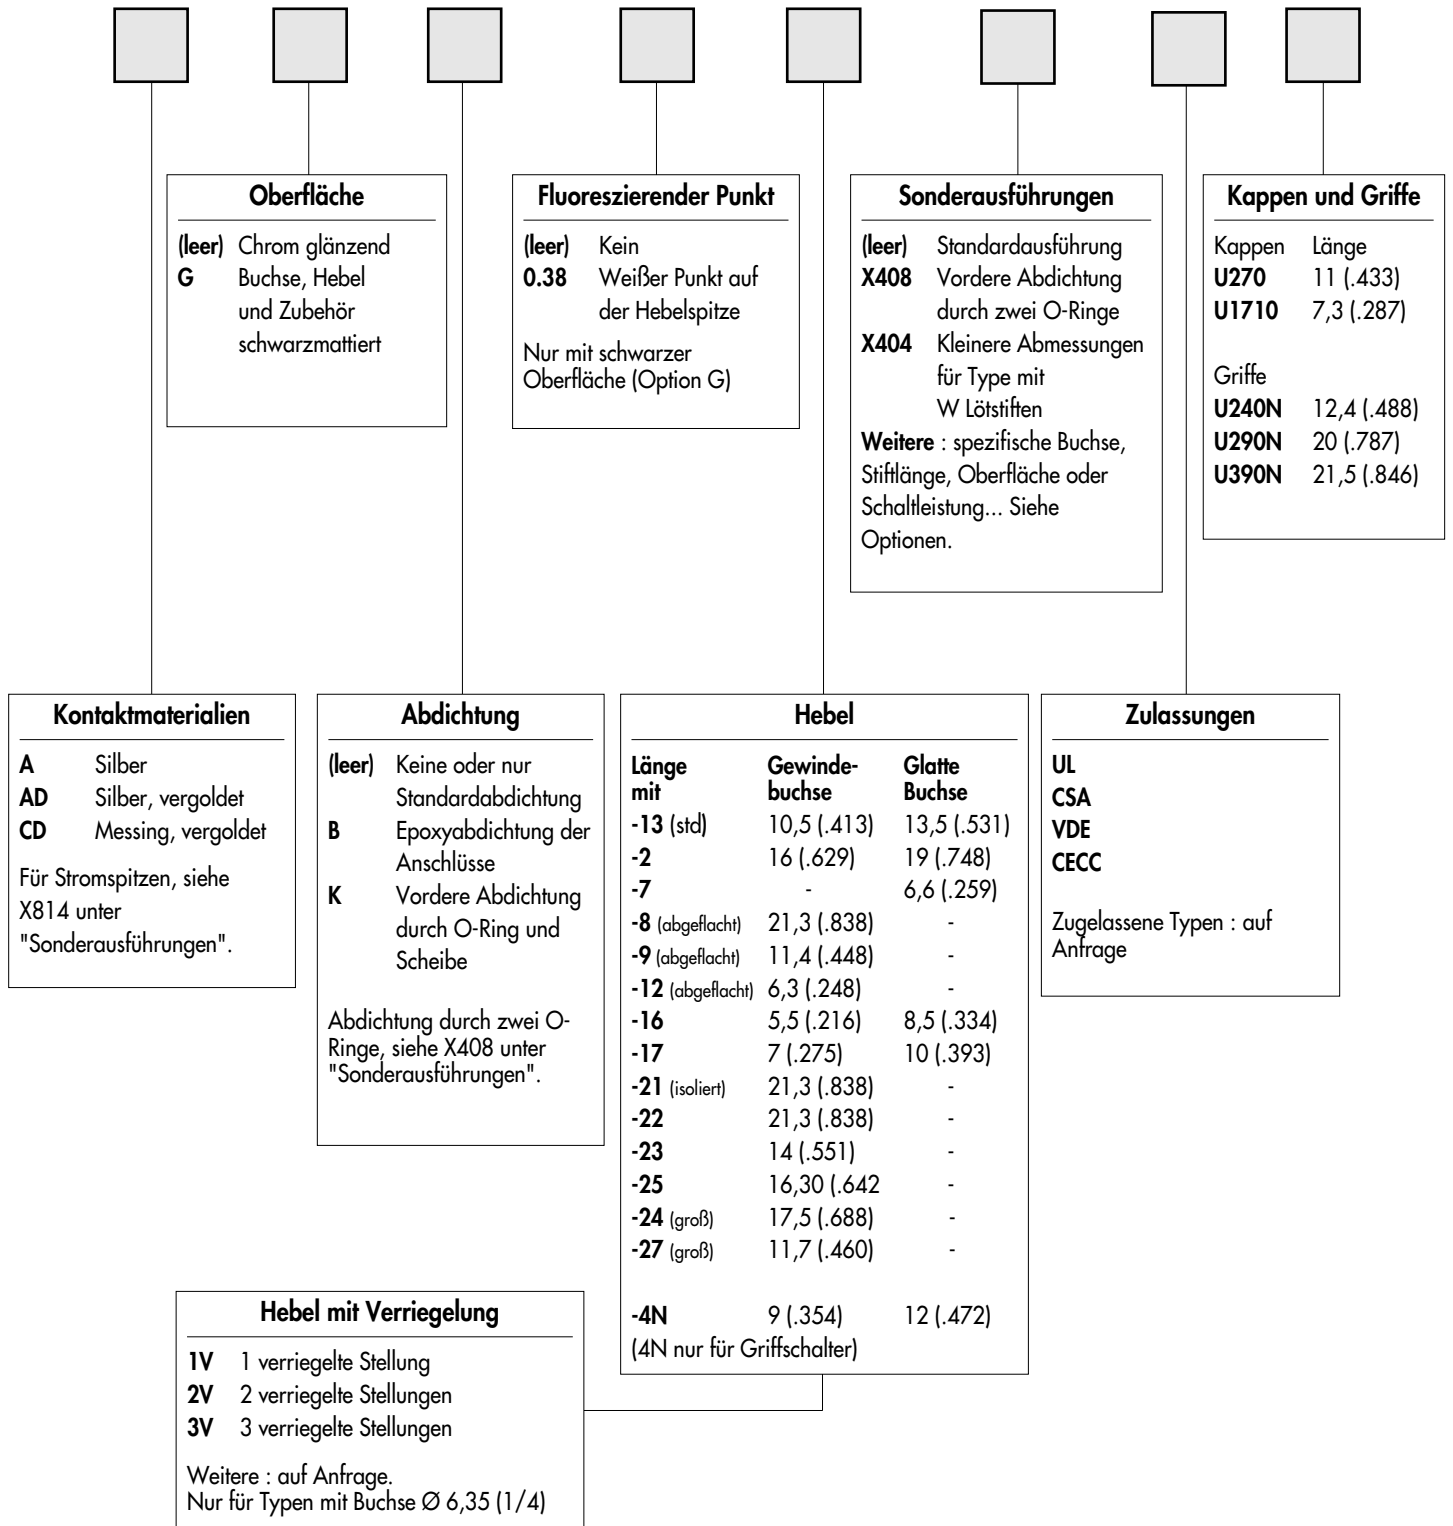 Oberfläche
(leer) Chrom glänzend
G Buchse, Hebel
und Zubehör
schwarzmattiert
Fluoreszierender Punkt
(leer) Kein
0.38 Weißer Punkt auf
der Hebelspitze
Nur mit schwarzer
Oberfläche (Option G)
Sonderausführungen
(leer) Standardausführung
X408 Vordere Abdichtung
durch zwei O-Ringe
X404 Kleinere Abmessungen
für Type mit
W Lötstiften
Weitere : spezifische Buchse,
Stiftlänge, Oberfläche oder
Schaltleistung... Siehe
Optionen.
Kappen und Griffe
Kappen Länge
U270 11 (.433)
U1710 7,3 (.287)
Griffe
U240N 12,4 (.488)
U290N 20 (.787)
U390N 21,5 (.846)
Kontaktmaterialien
A Silber
AD Silber, vergoldet
CD Messing, vergoldet
Für Stromspitzen, siehe
X814 unter
"Sonderausführungen".
Abdichtung
(leer) Keine oder nur
Standardabdichtung
B Epoxyabdichtung der
Anschlüsse
K Vordere Abdichtung
durch O-Ring und
Scheibe
Abdichtung durch zwei O-
Ringe, siehe X408 unter
"Sonderausführungen".
Hebel
Länge Gewinde- Glatte
mit buchse Buchse
-13 (std) 10,5 (.413) 13,5 (.531)
-2 16 (.629) 19 (.748)
-7 - 6,6 (.259)
-8 (abgeflacht) 21,3 (.838) -
-9 (abgeflacht) 11,4 (.448) -
-12 (abgeflacht) 6,3 (.248) -
-16 5,5 (.216) 8,5 (.334)
-17 7 (.275) 10 (.393)
-21 (isoliert) 21,3 (.838) -
-22 21,3 (.838) -
-23 14 (.551) -
-25 16,30 (.642 -
-24 (groß) 17,5 (.688) -
-27 (groß) 11,7 (.460) -
-4N 9 (.354) 12 (.472)
(4N nur für Griffschalter)
Zulassungen
UL
CSA
VDE
CECC
Zugelassene Typen : auf
Anfrage
Hebel mit Verriegelung
1V 1 verriegelte Stellung
2V 2 verriegelte Stellungen
3V 3 verriegelte Stellungen
Weitere : auf Anfrage.
Nur für Typen mit Buchse Ø 6,35 (1/4)